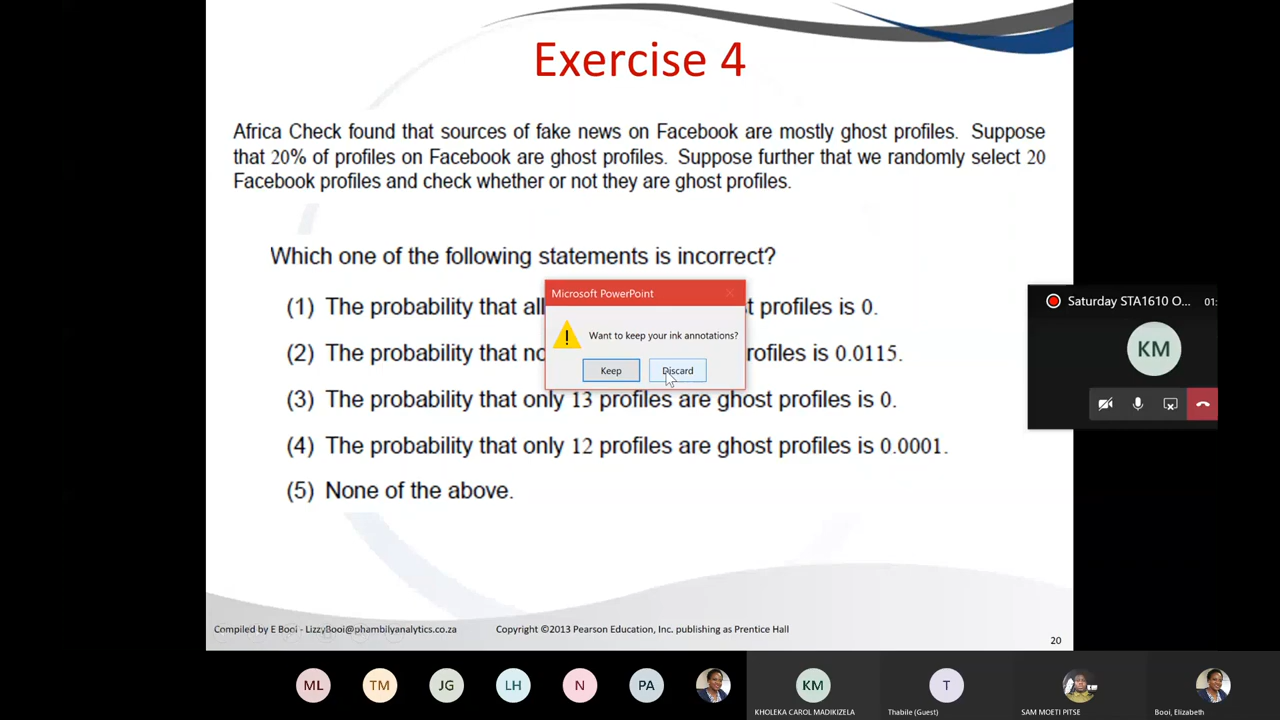 Exercise 4
Africa Check found that sources of fake news on Facebook are mostly ghost profiles. Suppose
that 20% of profiles on Facebook are ghost profiles. Suppose further that we randomly select 20
Facebook profiles and check whether or not they are ghost profiles.
Which one of the following statements is incorrect?
Microsoft PowerPoint
(1) The probability that all profiles is 0.
Want to keep your ink annotations?
(2) The probability that is 0.0115.
Keep Discard
(3) The probability that only 13 profiles are ghost profiles is 0.
(4) The probability that only 12 profiles are ghost profiles is 0.0001.
(5) None of the above.
Saturday STA1610 O... 01:
KM
Compiled by E Booi - LizzyBooi@phambilyanalytics.co.za Copyright ©2013 Pearson Education, Inc. publishing as Prentice Hall
20
ML TM JG LH N PA KM T
KHOLEKA CAROL MADIKIZELA Thabile (Guest) SAM MOETI PITSE Booi, Elizabeth